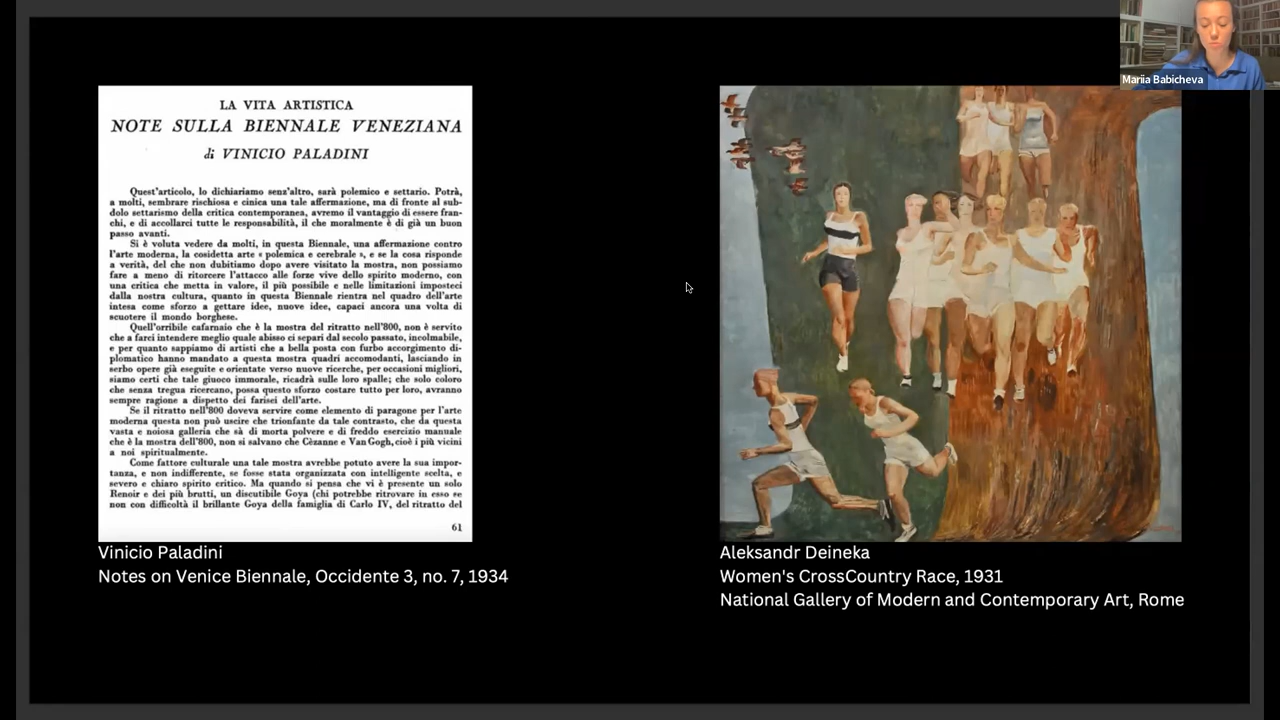 Mariia Babicheva
LA VITA ARTISTICA
NOTE SULLA BIENNALE VENEZIANA
di VINICIO PALADINI
Quest'articolo, lo dichiariamo senz'altro, sarà polemico e settario. Potrà,
a molti, sembrare rischiosa e cinica una tale affermazione, ma di fronte al sub-
dolo settarismo della critica contemporanea, avremo il vantaggio di essere fran-
chi, e di accollarci tutte le responsabilità, il che moralmente è di già un buon
passo avanti.
Si è voluta vedere da molti, in questa Biennale, una affermazione contro
l'arte moderna, la cosidetta arte « polemica e cerebrale », e se la cosa risponde
a verità, del che non dubitiamo dopo avere visitato la mostra, non possiamo
fare a meno di ritorcere l'attacco alle forze vive dello spirito moderno, con
una critica che metta in valore, il più possibile e nelle limitazioni imposteci
dalla nostra cultura, quanto in questa Biennale rientra nel quadro dell'arte
intesa come sforzo a gettare idee, nuove idee, capaci ancora una volta di
scuotere il mondo borghese.
Quell'orribile cafarnaio che è la mostra del ritratto nell'800, non è servito
che a farci intendere meglio quale abisso ci separi dal secolo passato, incolmabile,
e per quanto sappiamo di artisti che a bella posta con furbo accorgimento di-
plomatico hanno mandato a questa mostra quadri accomodanti, lasciando in
serbo opere già eseguite e orientate verso nuove ricerche, per occasioni migliori,
siamo certi che tale giuoco immorale, ricadrà sulle loro spalle; che solo coloro
che senza tregua ricercano, possa questo sforzo costare tutto per loro, avranno
sempre ragione a dispetto dei farisei dell'arte.
Se il ritratto nell'800 doveva servire come elemento di paragone per l'arte
moderna questa non può uscire che trionfante da tale contrasto, che da questa
vasta e noiosa galleria che sà di morta polvere e di freddo esercizio manuale
che è la mostra dell'800, non si salvano che Cèzanne e Van Gogh, cioè i più vicini
a noi spiritualmente.
Come fattore culturale una tale mostra avrebbe potuto avere la sua impor-
tanza, e non indifferente, se fosse stata organizzata con intelligente scelta, e
severo e chiaro spirito critico. Ma quando si pensa che vi è presente un solo
Renoir e dei più brutti, un discutibile Goya (chi potrebbe ritrovare in esso se
non con difficoltà il brillante Goya della famiglia di Carlo IV, del ritratto del
61
Vinicio Paladini
Notes on Venice Biennale, Occidente 3, no. 7, 1934
Aleksandr Deineka
Women's CrossCountry Race, 1931
National Gallery of Modern and Contemporary Art, Rome